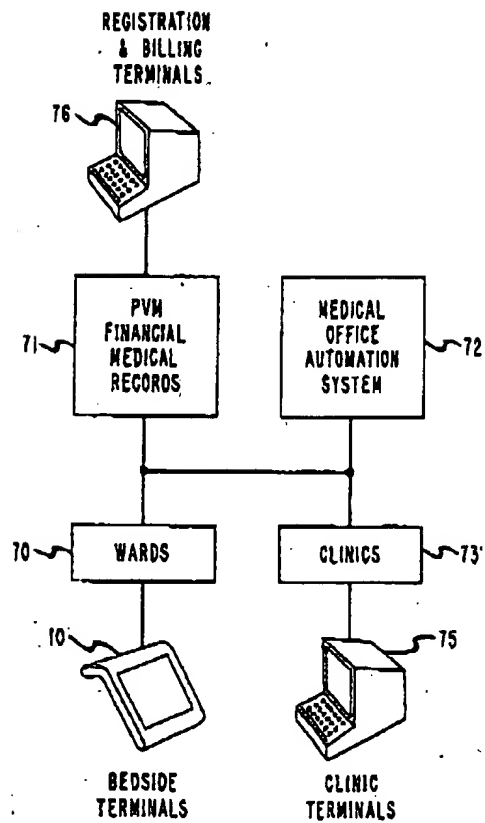 REGISTRATION
& BILLING
TERMINALS
76
PVM
FINANCIAL
MEDICAL
RECORDS
71
MEDICAL
OFFICE
AUTOMATION
SYSTEM
72
70
WARDS
CLINICS
73'
10
75
BEDSIDE
TERMINALS
CLINIC
TERMINALS